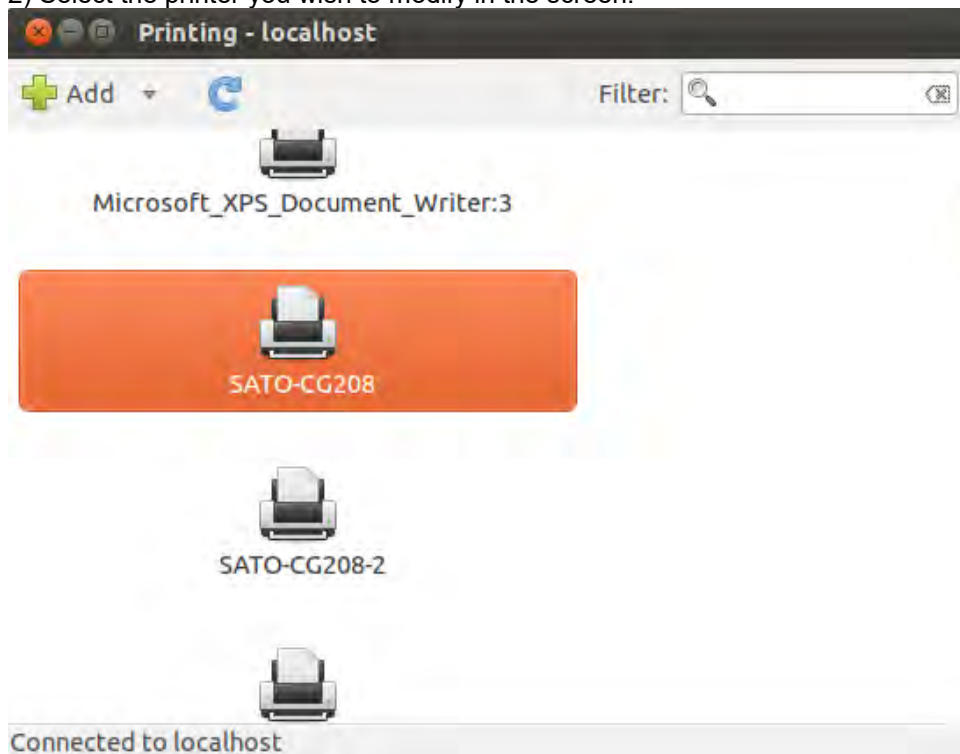 2) Select the printer you wish to modify in the screen.
Printing - localhost
Add
Filter:
Microsoft_XPS_Document_Writer:3
SATO-CG208
SATO-CG208-2
Connected to localhost